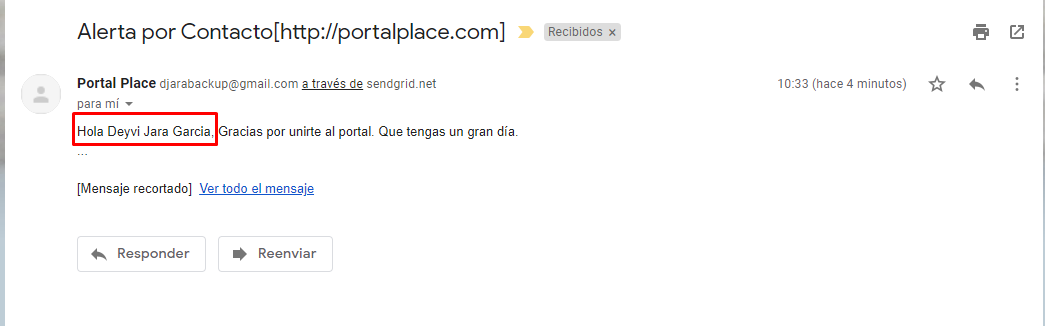 Alerta por Contacto[http://portalplace.com] Recibidos ×
Portal Place djarabackup@gmail.com a través de sendgrid.net 10:33 (hace 4 minutos)
para mí
Hola Deyvi Jara Garcia, Gracias por unirte al portal. Que tengas un gran día.
...
[Mensaje recortado] Ver todo el mensaje
Responder Reenviar